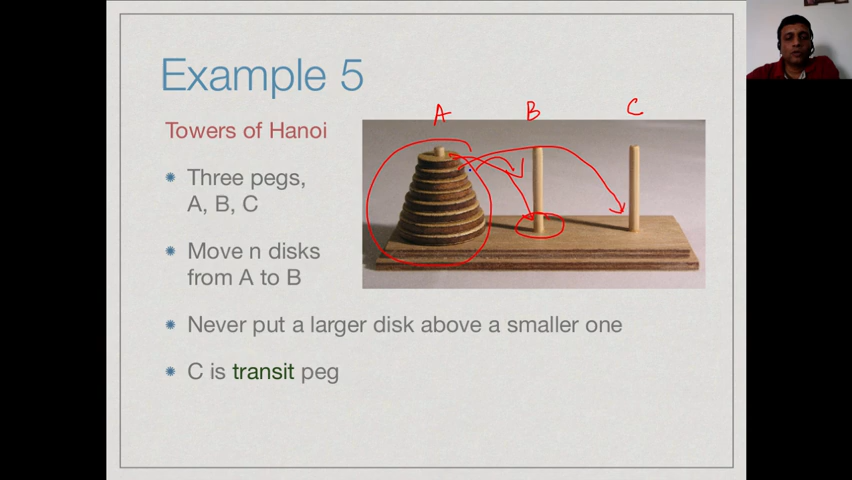 Example 5
A B C
Towers of Hanoi
Three pegs,
A, B, C
Move n disks
from A to B
Never put a larger disk above a smaller one
C is transit peg